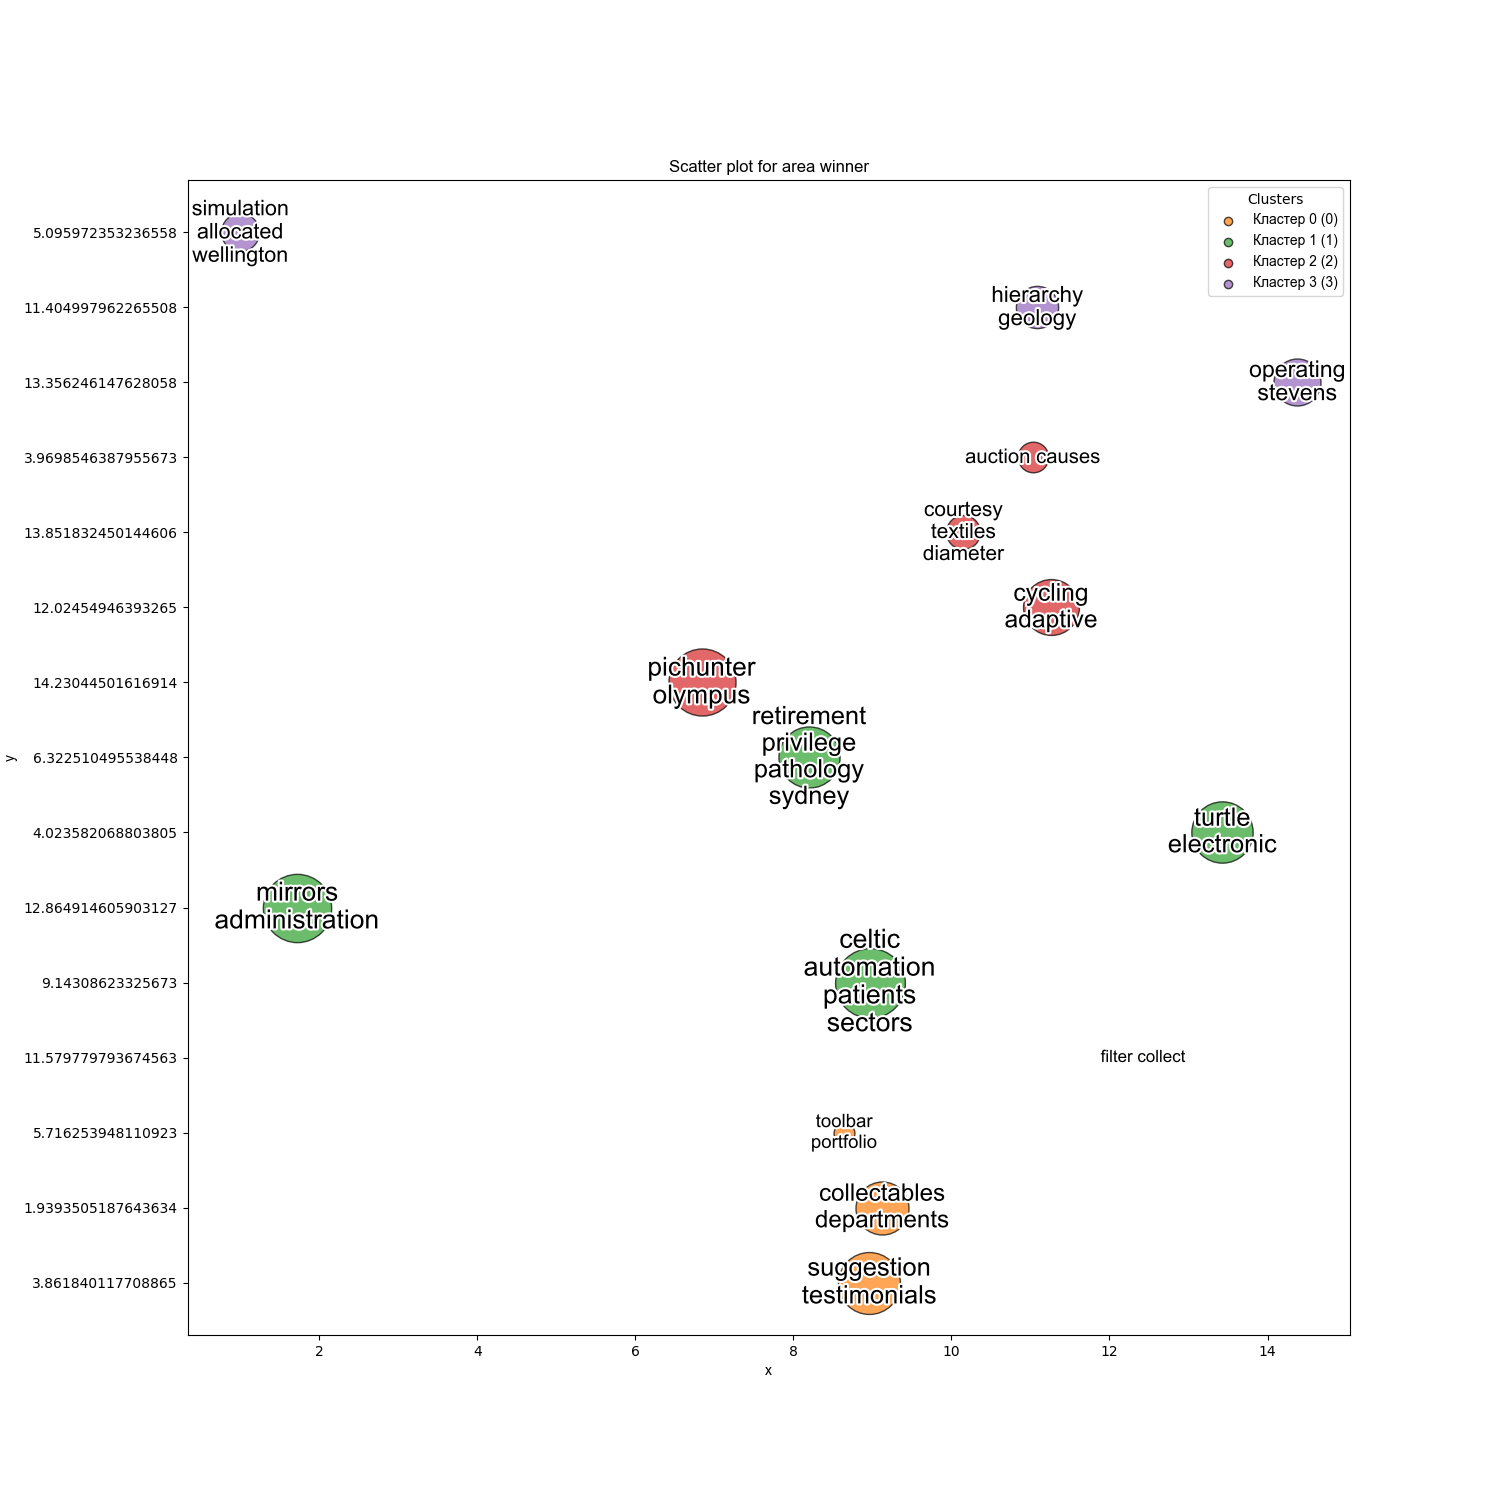 Scatter plot for area winner
Clusters
Кластер 0 (0)
Кластер 1 (1)
Кластер 2 (2)
Кластер 3 (3)
simulation
allocated
wellington
hierarchy
geology
operating
stevens
auction causes
courtesy
textiles
diameter
cycling
adaptive
pichunter
olympus
retirement
privilege
pathology
sydney
turtle
electronic
mirrors
administration
celtic
automation
patients
sectors
filter collect
toolbar
portfolio
collectables
departments
suggestion
testimonials
5.095972353236558
11.404997962265508
13.356246147628058
3.9698546387955673
13.851832450144606
12.02454946393265
14.23044501616914
6.322510495538448
4.023582068803805
12.864914605903127
9.14308623325673
11.579779793674563
5.716253948110923
1.9393505187643634
3.861840117708865
y
2
4
6
8
10
12
14
x